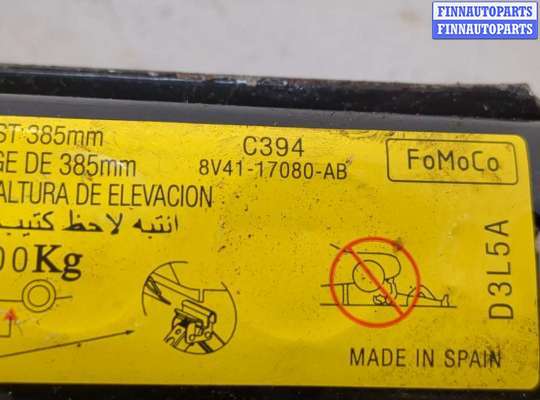 FINNAUTOPARTS
FINNAUTOPARTS
ST 385mm
GE DE 385mm
ALTURA DE ELEVACION
انتبه لاحظ كتيب
00Kg
C394
8V41-17080-AB
FoMoCo
D3L5A
MADE IN SPAIN